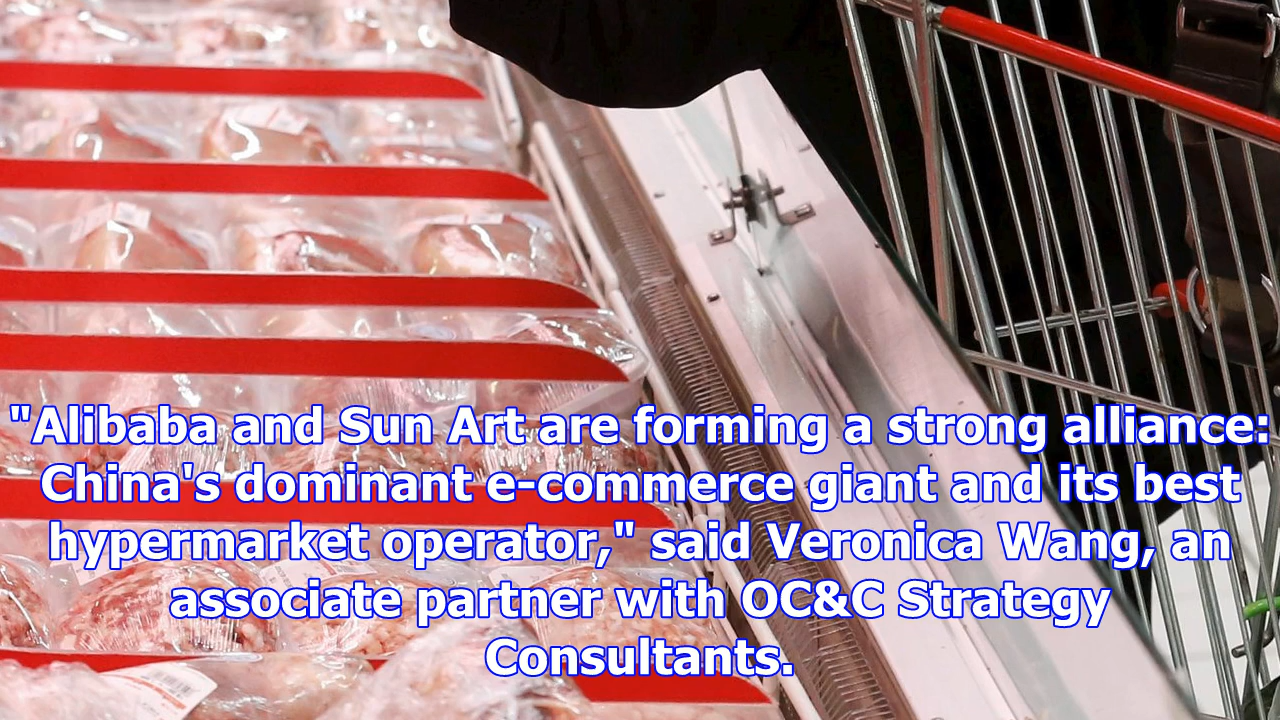 "Alibaba and Sun Art are forming a strong alliance:
China's dominant e-commerce giant and its best
hypermarket operator," said Veronica Wang, an
associate partner with OC&C Strategy
Consultants.